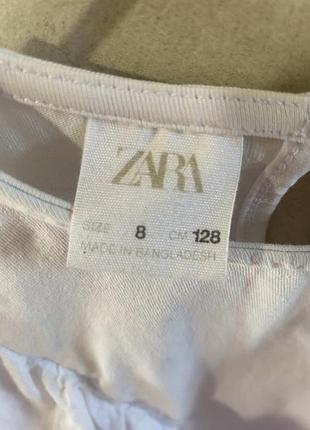 ZARA
SIZE 8 CM 128
MADE IN BANGLADESH